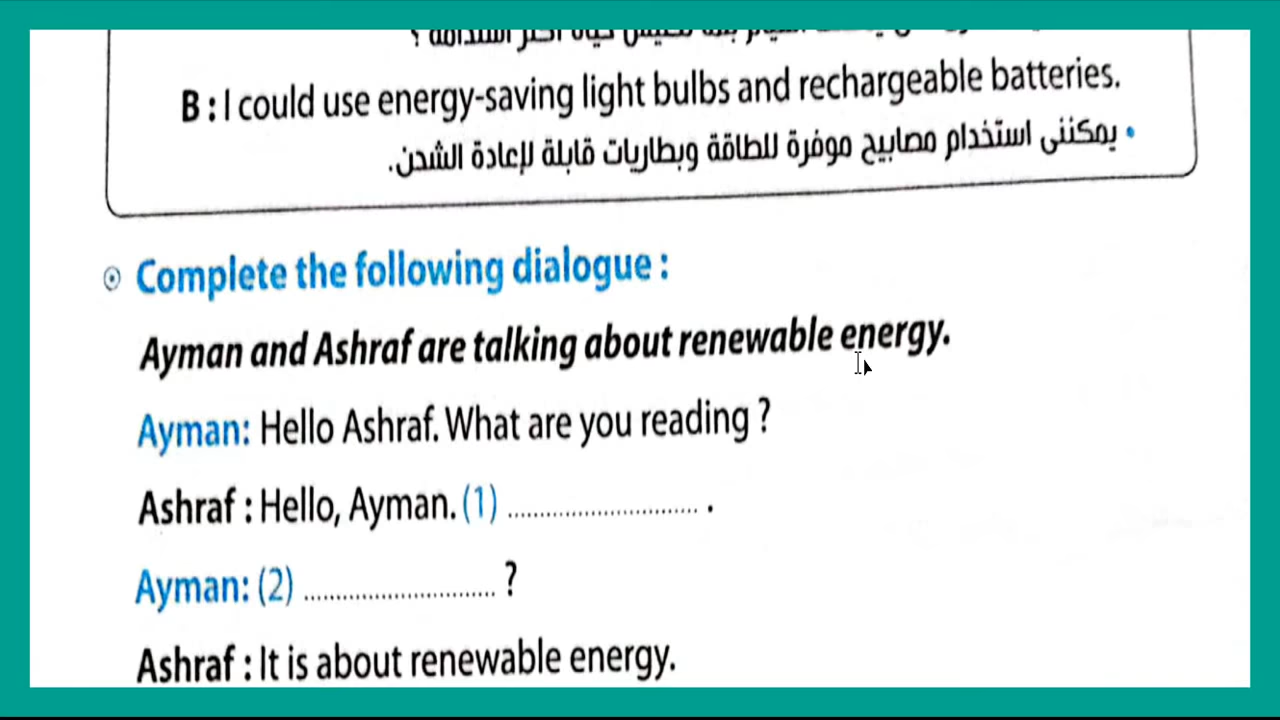 B : I could use energy-saving light bulbs and rechargeable batteries.
• يمكننى استخدام مصابيح موفرة للطاقة وبطاريات قابلة لإعادة الشحن.
Complete the following dialogue :
Ayman and Ashraf are talking about renewable energy.
Ayman: Hello Ashraf. What are you reading ?
Ashraf : Hello, Ayman. (1) ............................ .
Ayman: (2) ............................ ?
Ashraf : It is about renewable energy.